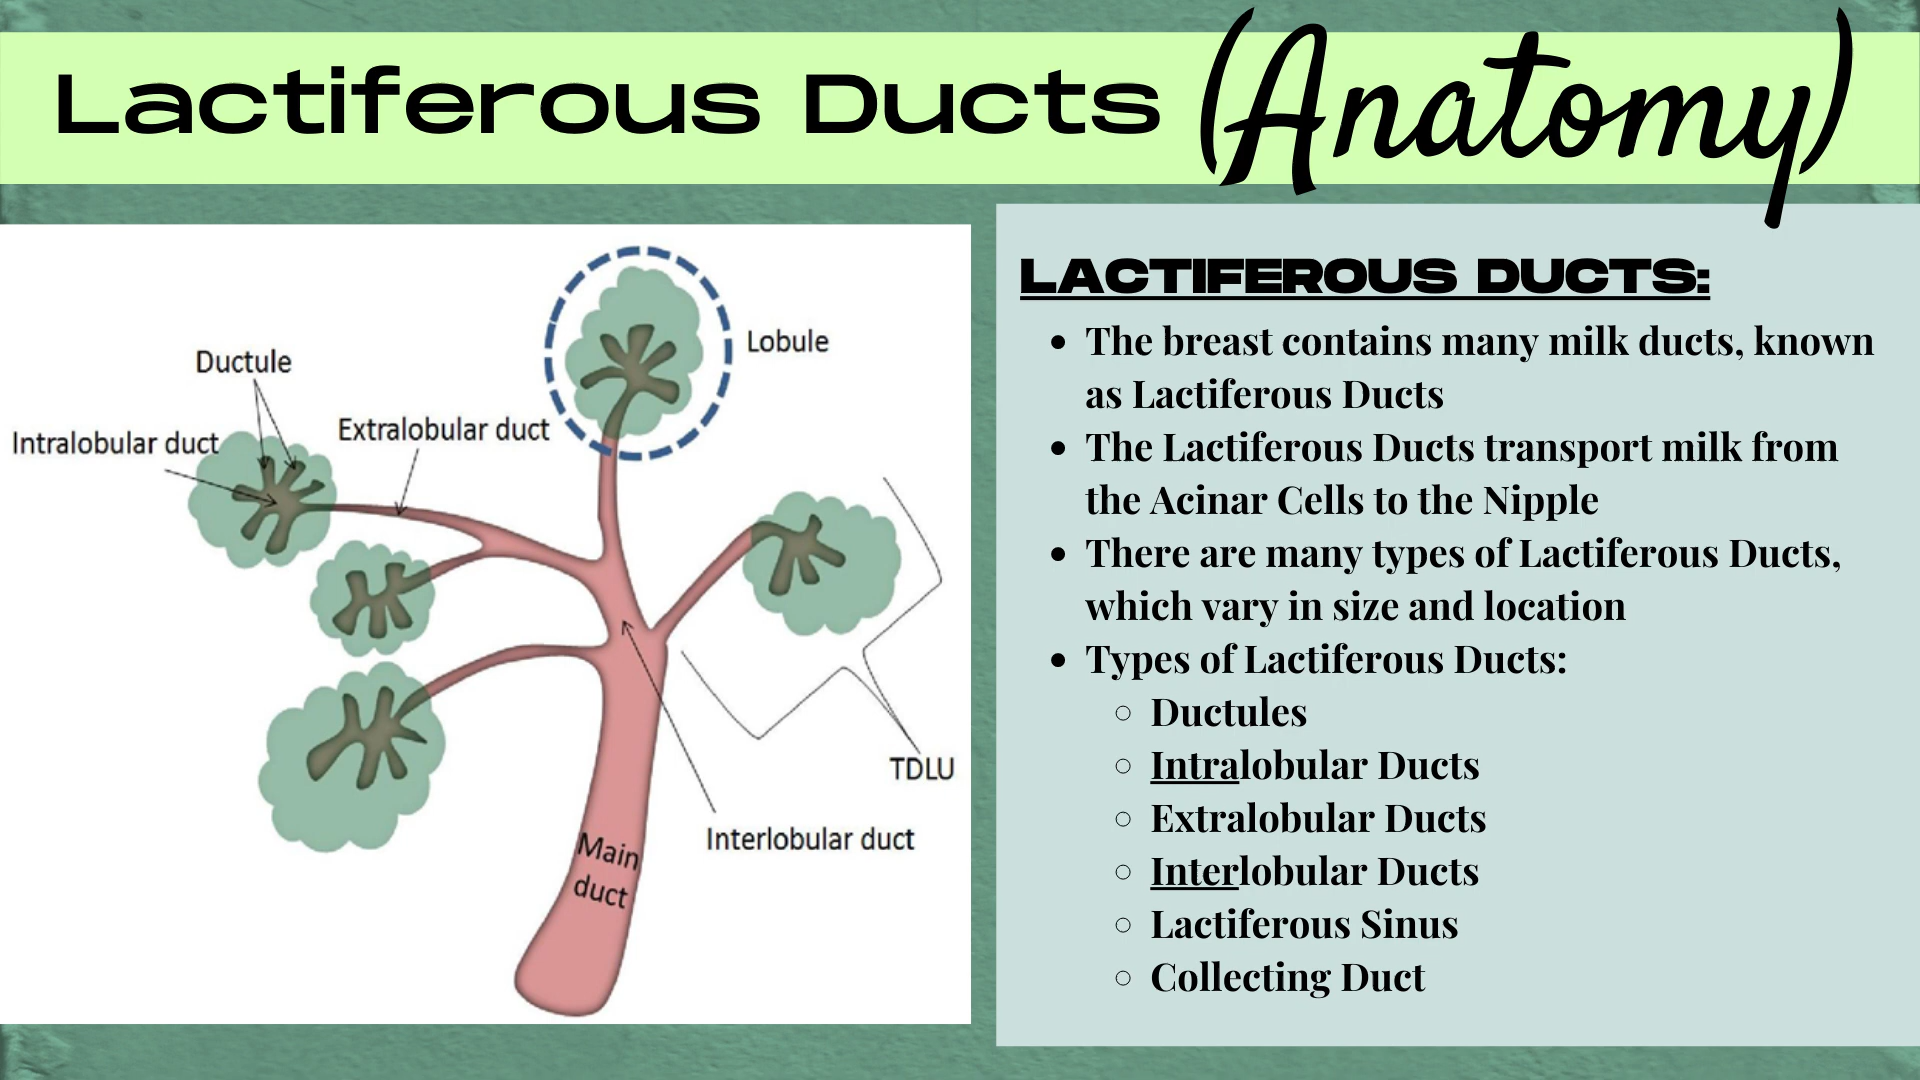 Lactiferous Ducts (Anatomy)
Lobule
Ductule
Extralobular duct
Intralobular duct
TDLU
Interlobular duct
Main
duct
LACTIFEROUS DUCTS:
• The breast contains many milk ducts, known
as Lactiferous Ducts
• The Lactiferous Ducts transport milk from
the Acinar Cells to the Nipple
• There are many types of Lactiferous Ducts,
which vary in size and location
• Types of Lactiferous Ducts:
○ Ductules
○ Intralobular Ducts
○ Extralobular Ducts
○ Interlobular Ducts
○ Lactiferous Sinus
○ Collecting Duct